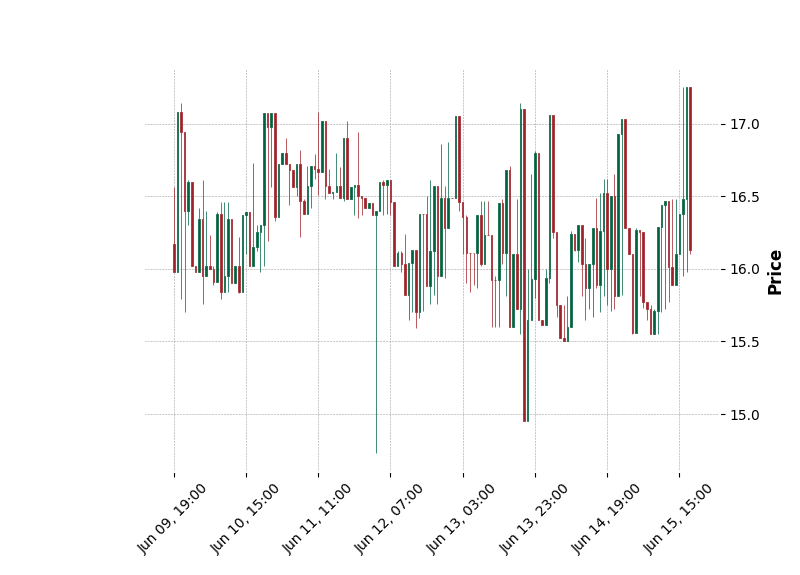 17.0
16.5
16.0
15.5
15.0
Price
Jun 09, 19:00
Jun 10, 15:00
Jun 11, 11:00
Jun 12, 07:00
Jun 13, 03:00
Jun 13, 23:00
Jun 14, 19:00
Jun 15, 15:00